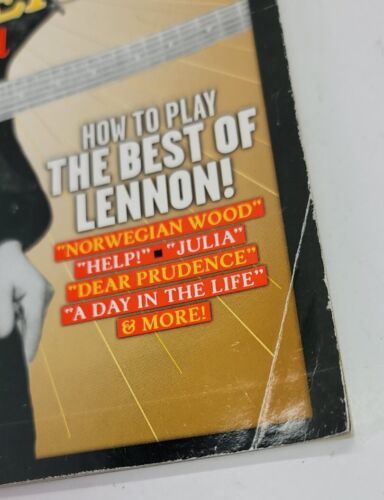 HOW TO PLAY
THE BEST OF
LENNON!
"NORWEGIAN WOOD"
"HELP!" ▪ "JULIA"
"DEAR PRUDENCE"
"A DAY IN THE LIFE"
& MORE!